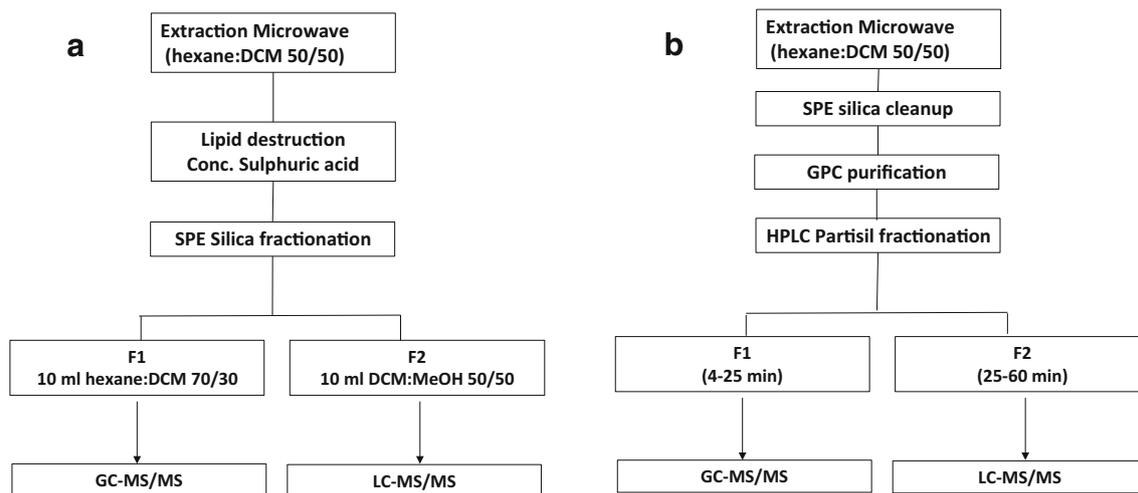 a
Extraction Microwave
(hexane:DCM 50/50)
Lipid destruction
Conc. Sulphuric acid
SPE Silica fractionation
F1
10 ml hexane:DCM 70/30
F2
10 ml DCM:MeOH 50/50
GC-MS/MS
LC-MS/MS
b
Extraction Microwave
(hexane:DCM 50/50)
SPE silica cleanup
GPC purification
HPLC Partisil fractionation
F1
(4-25 min)
F2
(25-60 min)
GC-MS/MS
LC-MS/MS